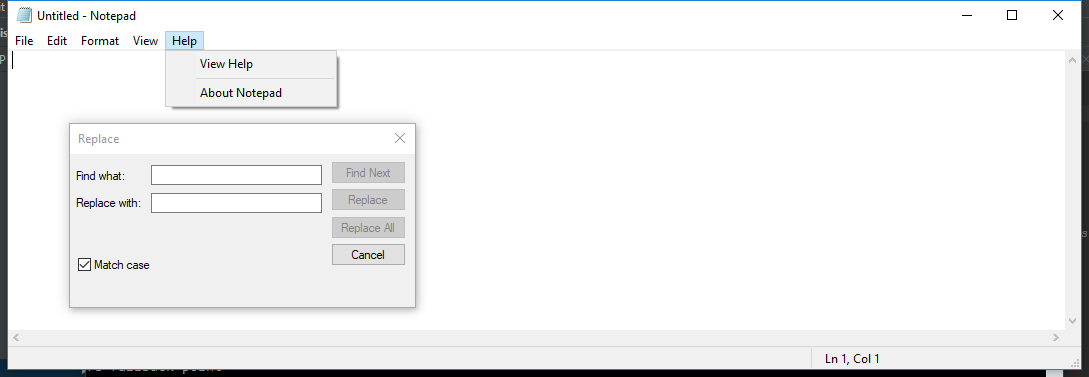 Untitled - Notepad
File Edit Format View Help
View Help
About Notepad
Replace
Find what:
Find Next
Replace with:
Replace
Replace All
Cancel
Match case
Ln 1, Col 1